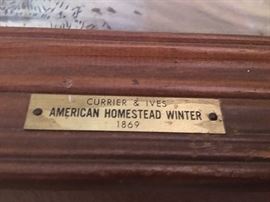 CURRIER & IVES
AMERICAN HOMESTEAD WINTER
1869